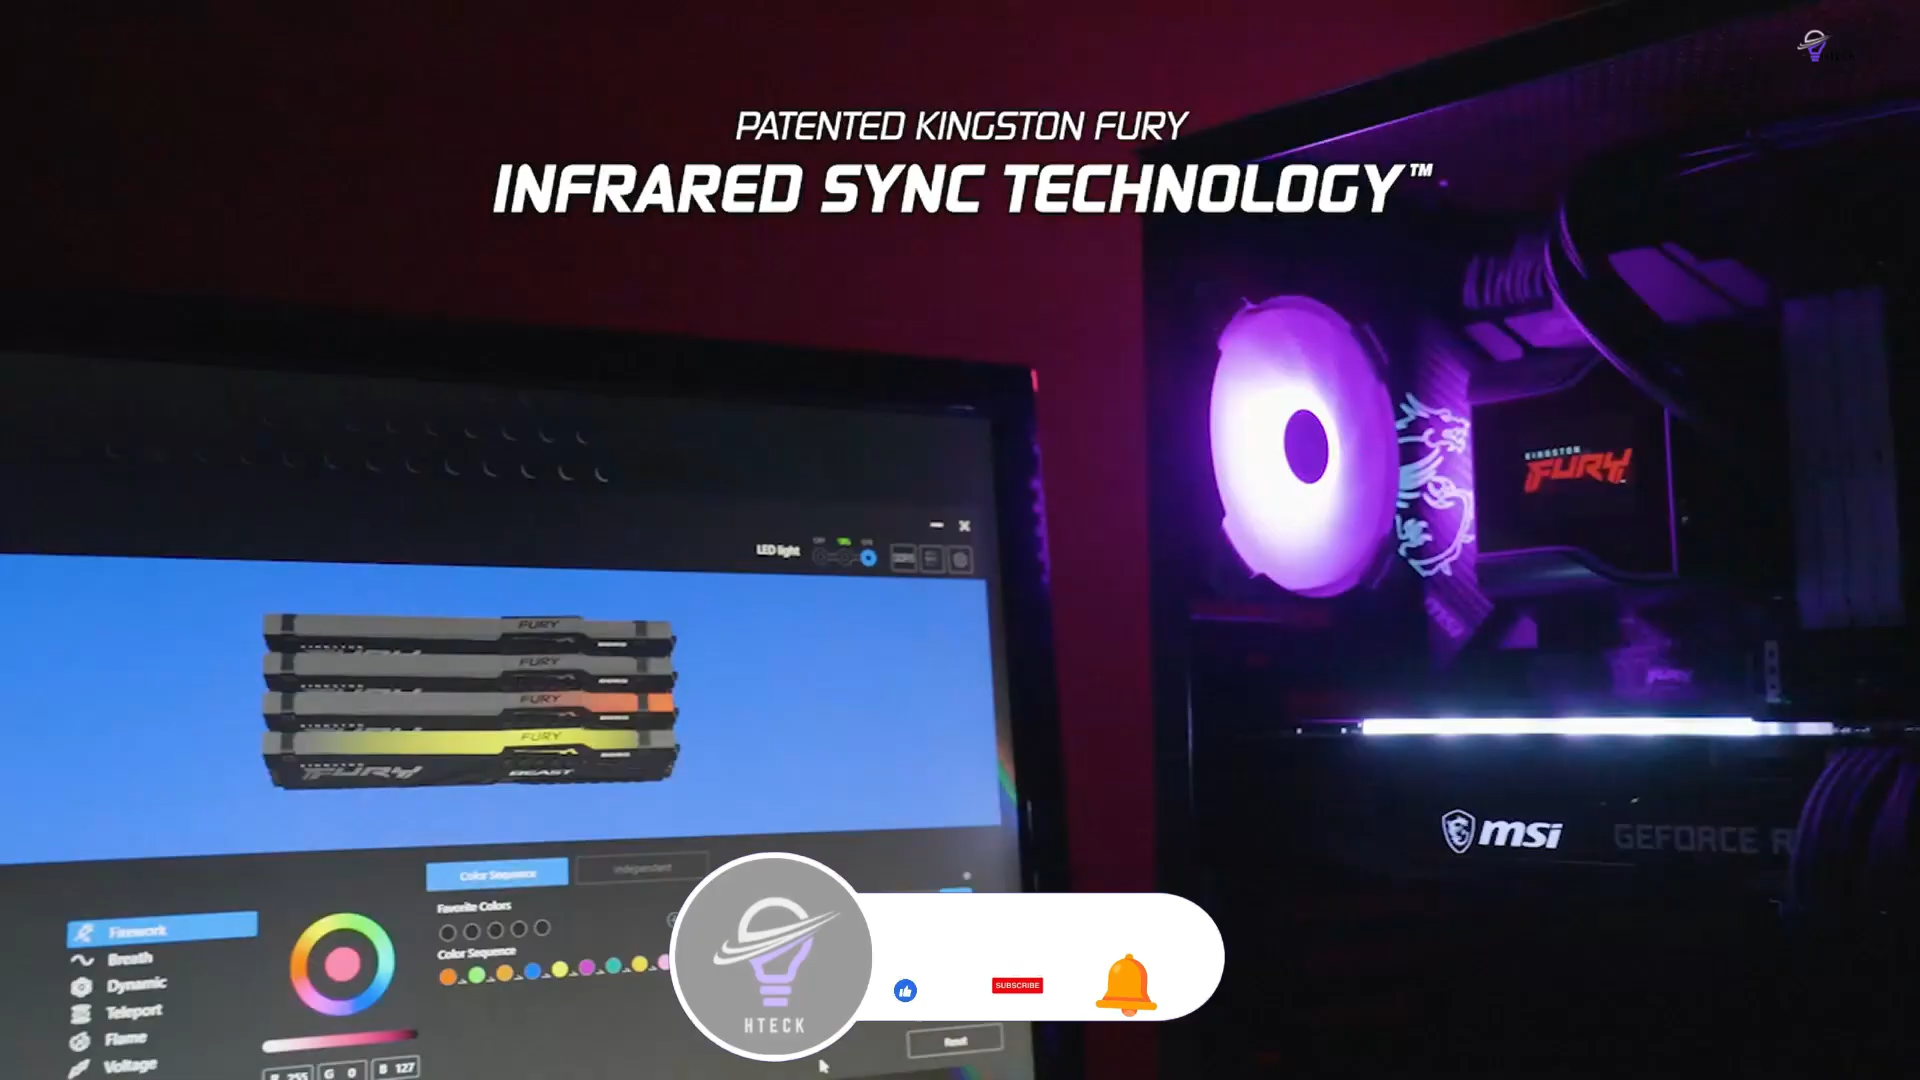 PATENTED KINGSTON FURY
INFRARED SYNC TECHNOLOGY™
KINGSTON
FURY
LED light
FURY
FURY
FURY
FURY
FURY
BEAST
msi
GEFORCE R
Color Sequence
Independent
Favorite Colors
Color Sequence
Firework
Breath
Dynamic
Teleport
Flame
Voltage
R 255
G 0
B 127
Reset
HTECK
SUBSCRIBE